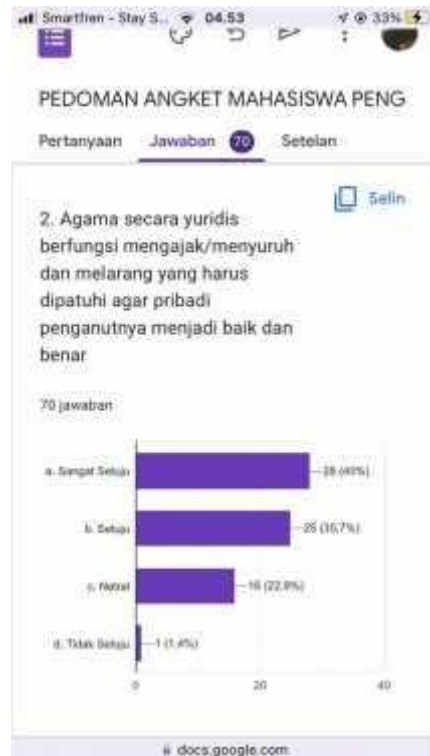 Smartfren - Stay S... 04.53 33%
PEDOMAN ANGKET MAHASISWA PENG
Pertanyaan Jawaban 70 Setelan
Salin
2. Agama secara yuridis
berfungsi mengajak/menyuruh
dan melarang yang harus
dipatuhi agar pribadi
penganutnya menjadi baik dan
benar
70 jawaban
a. Sangat Setuju 28 (40%)
b. Setuju 25 (35,7%)
c. Netral 16 (22,9%)
d. Tidak Setuju 1 (1,4%)
0 20 40
docs.google.com